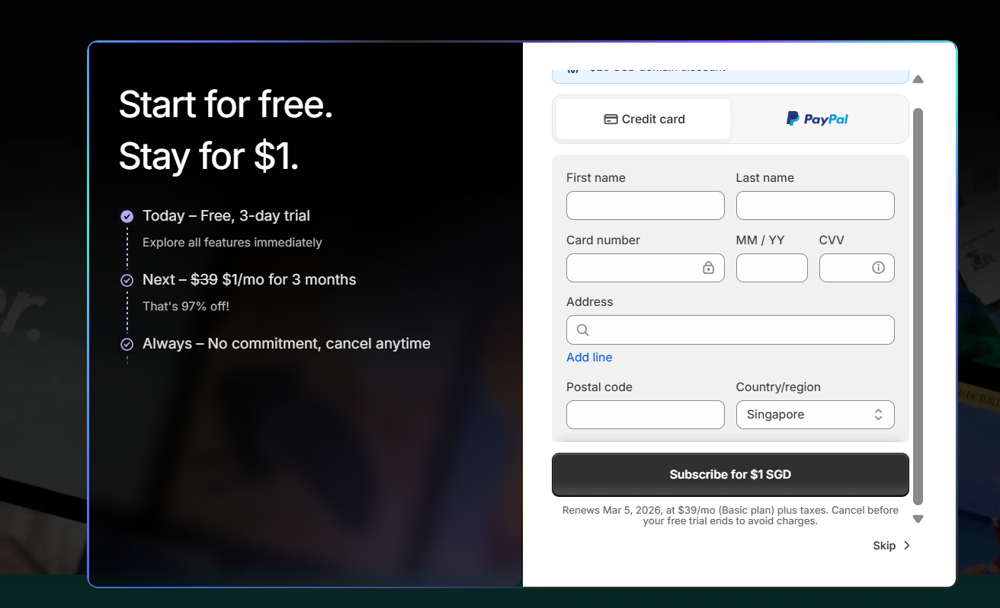 Start for free.
Stay for $1.
Today – Free, 3-day trial
Explore all features immediately
Next – $39 $1/mo for 3 months
That's 97% off!
Always – No commitment, cancel anytime
Credit card
PayPal
First name
Last name
Card number
MM / YY
CVV
Address
Add line
Postal code
Country/region
Singapore
Subscribe for $1 SGD
Renews Mar 5, 2026, at $39/mo (Basic plan) plus taxes. Cancel before
your free trial ends to avoid charges.
Skip